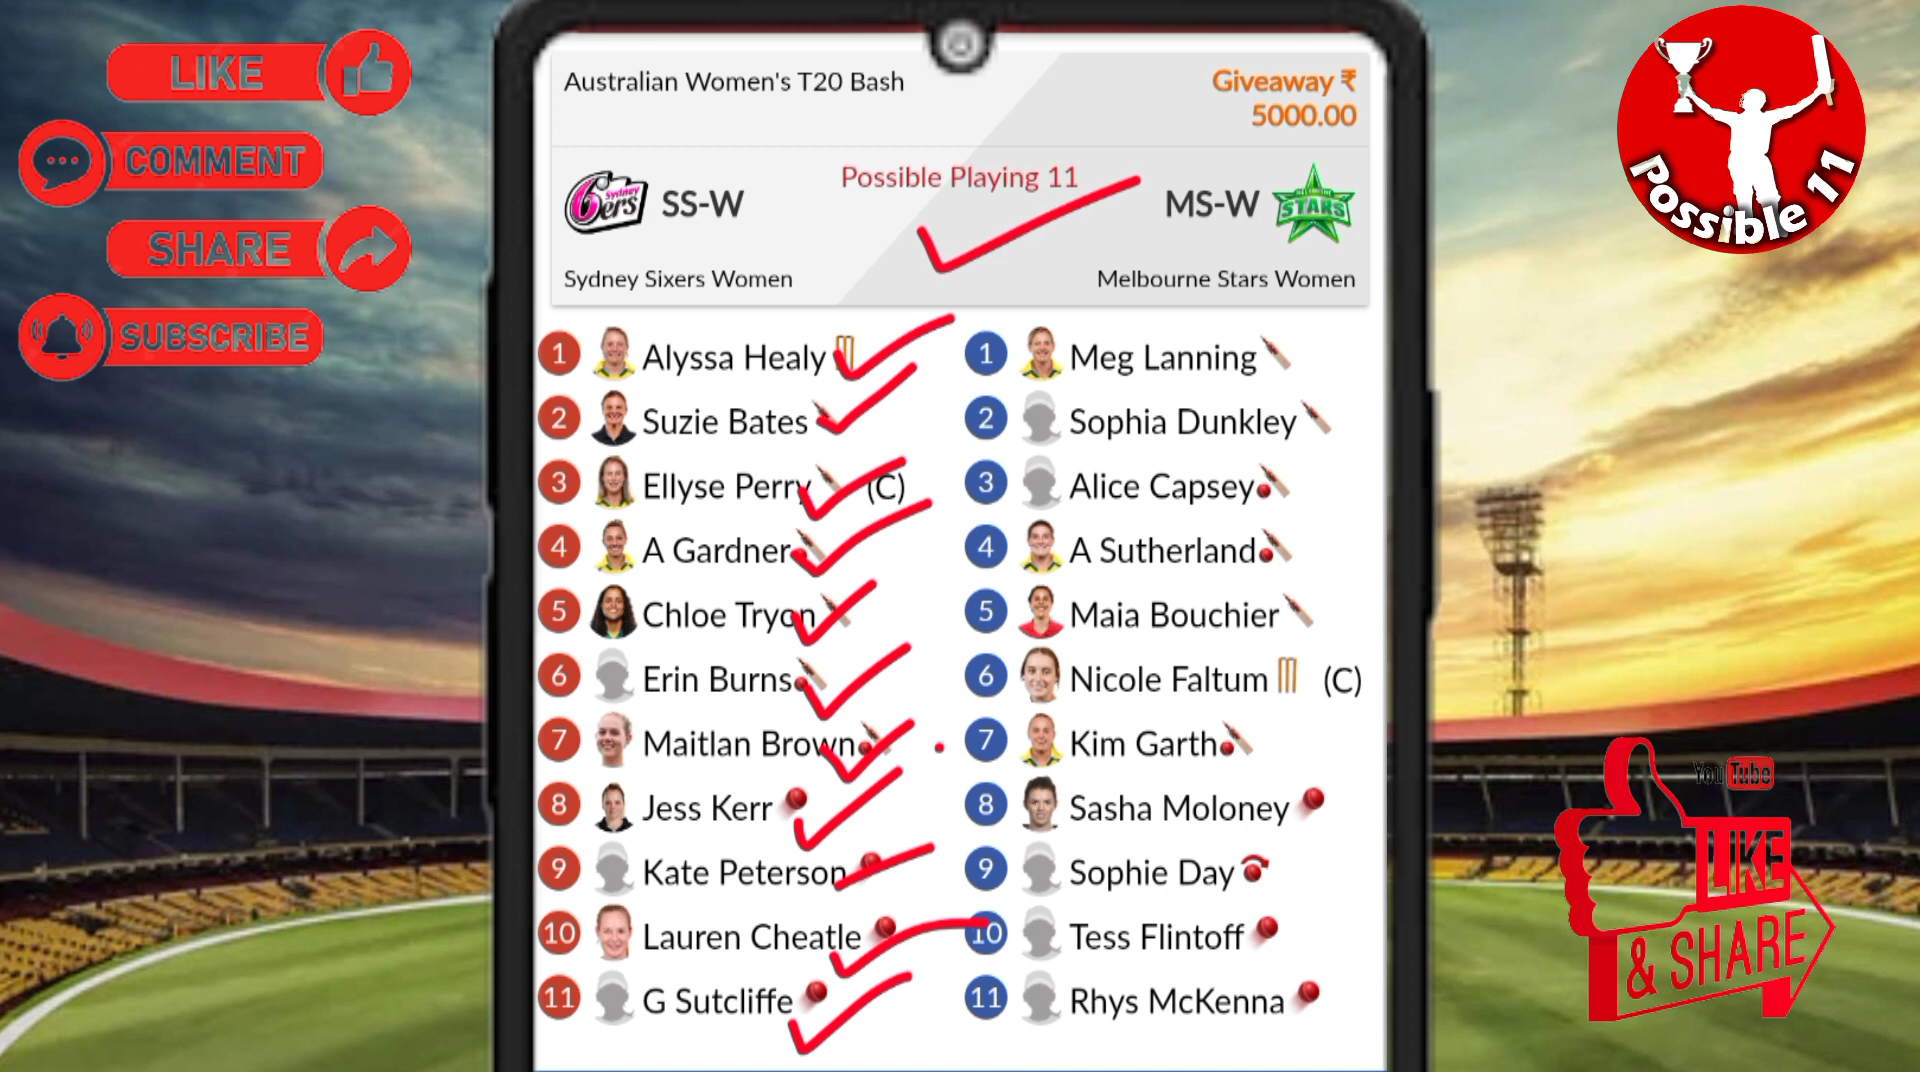 LIKE
COMMENT
SHARE
SUBSCRIBE
Australian Women's T20 Bash
Giveaway ₹
5000.00
Possible Playing 11
Sydney
6ers
SS-W
MS-W
STARS
Sydney Sixers Women
Melbourne Stars Women
1 Alyssa Healy
2 Suzie Bates
3 Ellyse Perry (C)
4 A Gardner
5 Chloe Tryon
6 Erin Burns
7 Maitlan Brown
8 Jess Kerr
9 Kate Peterson
10 Lauren Cheatle
11 G Sutcliffe
1 Meg Lanning
2 Sophia Dunkley
3 Alice Capsey
4 A Sutherland
5 Maia Bouchier
6 Nicole Faltum (C)
7 Kim Garth
8 Sasha Moloney
9 Sophie Day
10 Tess Flintoff
11 Rhys McKenna
Possible 11
YouTube
LIKE
& SHARE